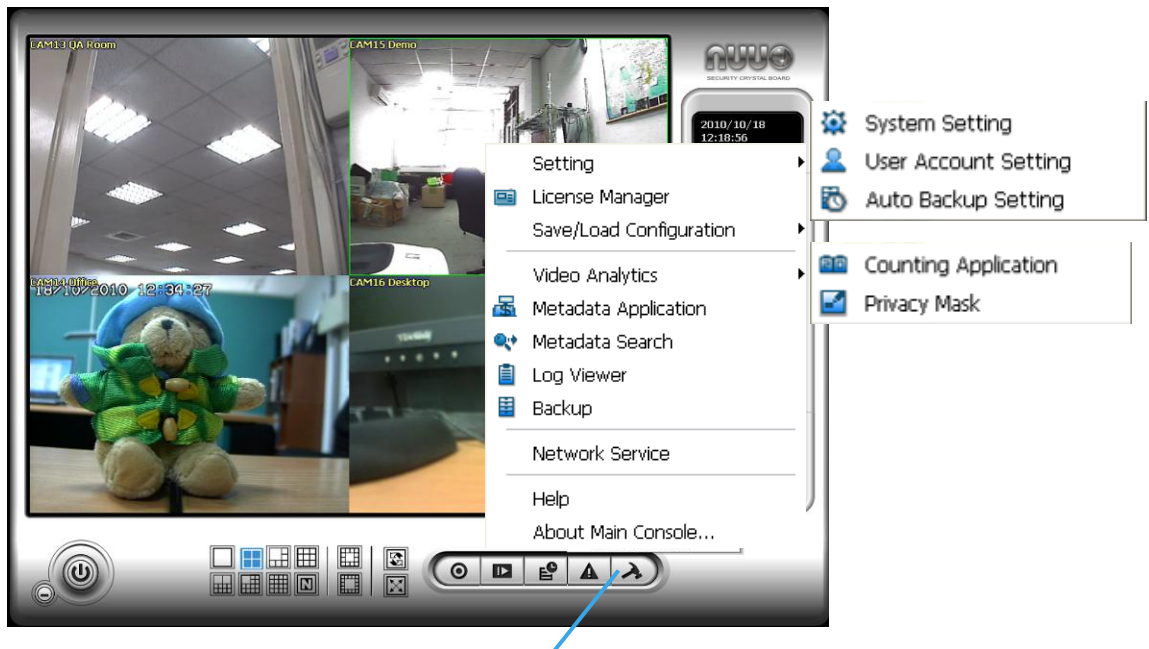 CAM13 QA Room
CAM15 Demo
nuuo
SECURITY CRYSTAL BOARD
2010/10/18
12:18:56
System Setting
User Account Setting
Auto Backup Setting
Setting
License Manager
Save/Load Configuration
Video Analytics
Metadata Application
Metadata Search
Log Viewer
Backup
Network Service
Help
About Main Console...
Counting Application
Privacy Mask
CAM14 Office
18/10/2010 12:34:27
CAM16 Desktop
N